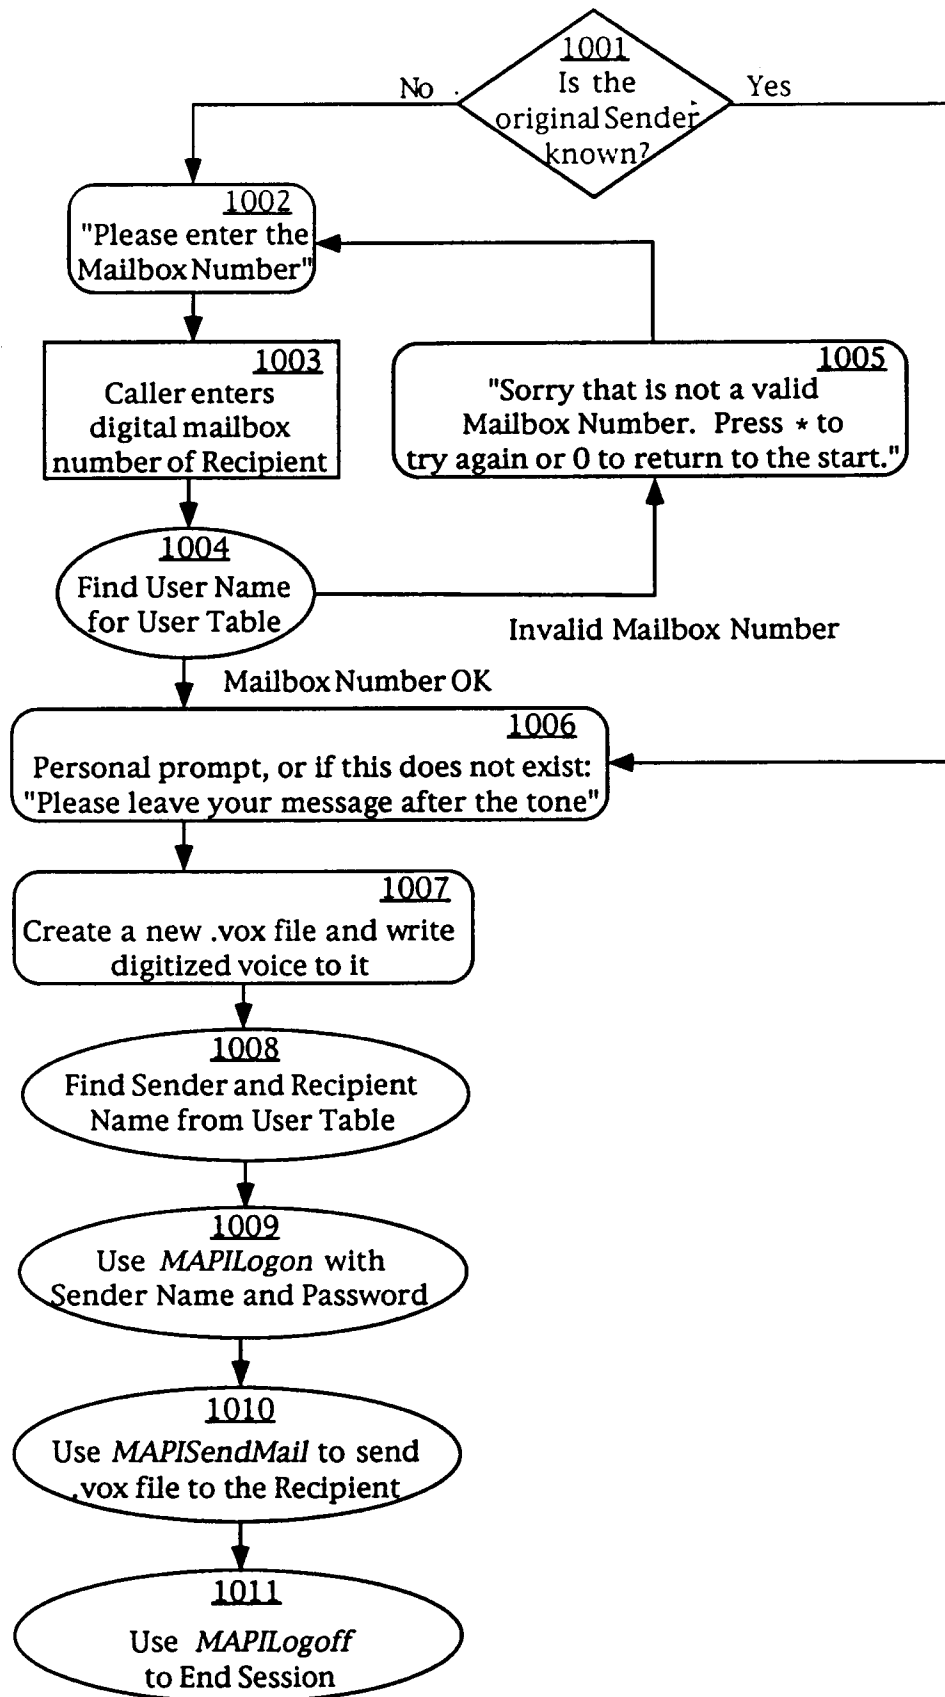 1001
Is the
original Sender
known?
No
Yes
1002
"Please enter the
Mailbox Number"
1003
Caller enters
digital mailbox
number of Recipient
1005
"Sorry that is not a valid
Mailbox Number. Press * to
try again or 0 to return to the start."
1004
Find User Name
for User Table
Invalid Mailbox Number
Mailbox Number OK
1006
Personal prompt, or if this does not exist:
"Please leave your message after the tone"
1007
Create a new .vox file and write
digitized voice to it
1008
Find Sender and Recipient
Name from User Table
1009
Use MAPILogon with
Sender Name and Password
1010
Use MAPISendMail to send
.vox file to the Recipient
1011
Use MAPILogoff
to End Session